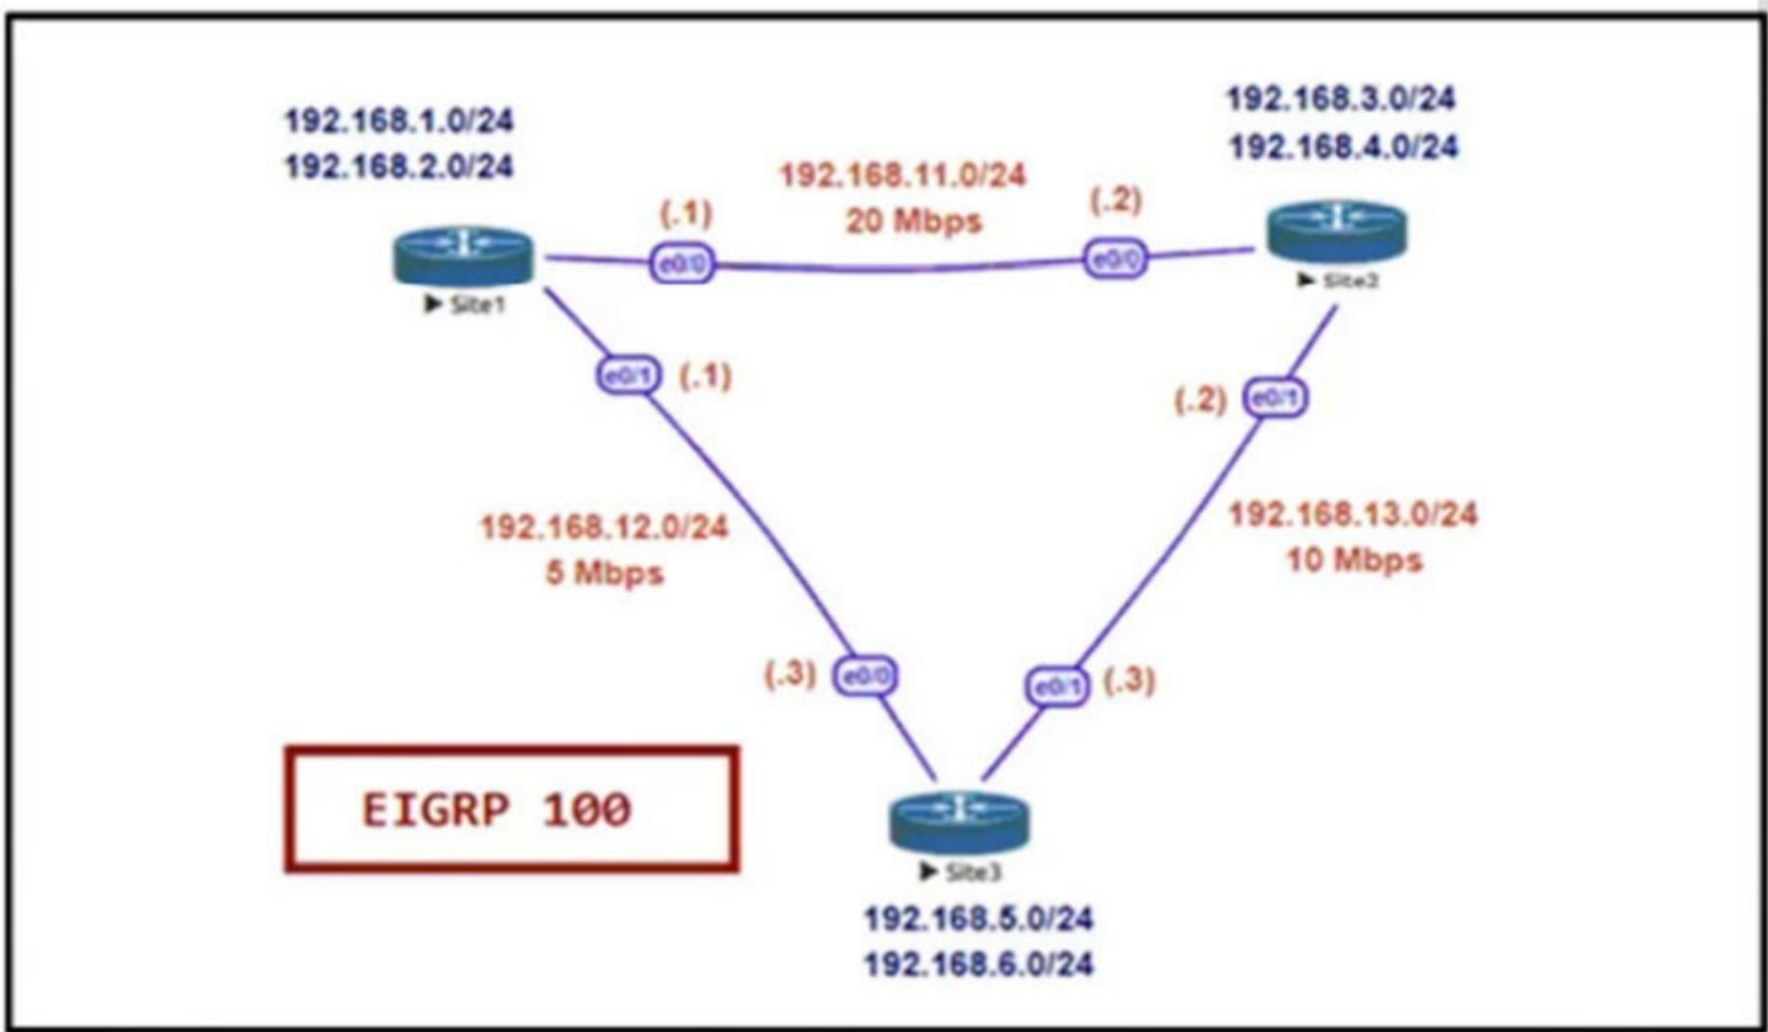 192.168.1.0/24
192.168.2.0/24
192.168.3.0/24
192.168.4.0/24
192.168.11.0/24
20 Mbps
(.1)
(.2)
e0/0
e0/0
Site1
Site2
e0/1
(.1)
(.2)
e0/1
192.168.12.0/24
5 Mbps
192.168.13.0/24
10 Mbps
(.3)
e0/0
e0/1
(.3)
EIGRP 100
Site3
192.168.5.0/24
192.168.6.0/24